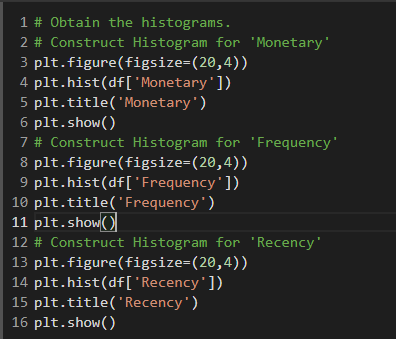 1 # Obtain the histograms.
2 # Construct Histogram for 'Monetary'
3 plt.figure(figsize=(20,4))
4 plt.hist(df['Monetary'])
5 plt.title('Monetary')
6 plt.show()
7 # Construct Histogram for 'Frequency'
8 plt.figure(figsize=(20,4))
9 plt.hist(df['Frequency'])
10 plt.title('Frequency')
11 plt.show()
12 # Construct Histogram for 'Recency'
13 plt.figure(figsize=(20,4))
14 plt.hist(df['Recency'])
15 plt.title('Recency')
16 plt.show()